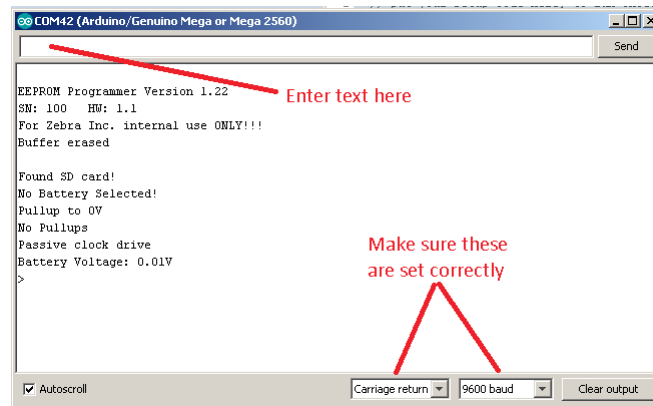 COM42 (Arduino/Genuino Mega or Mega 2560)
Send
EEPROM Programmer Version 1.22
Enter text here
SN: 100 HW: 1.1
For Zebra Inc. internal use ONLY!!!
Buffer erased
Found SD card!
No Battery Selected!
Pullup to 0V
No Pullups
Passive clock drive
Battery Voltage: 0.01V
>
Make sure these
are set correctly
Autoscroll
Carriage return
9600 baud
Clear output